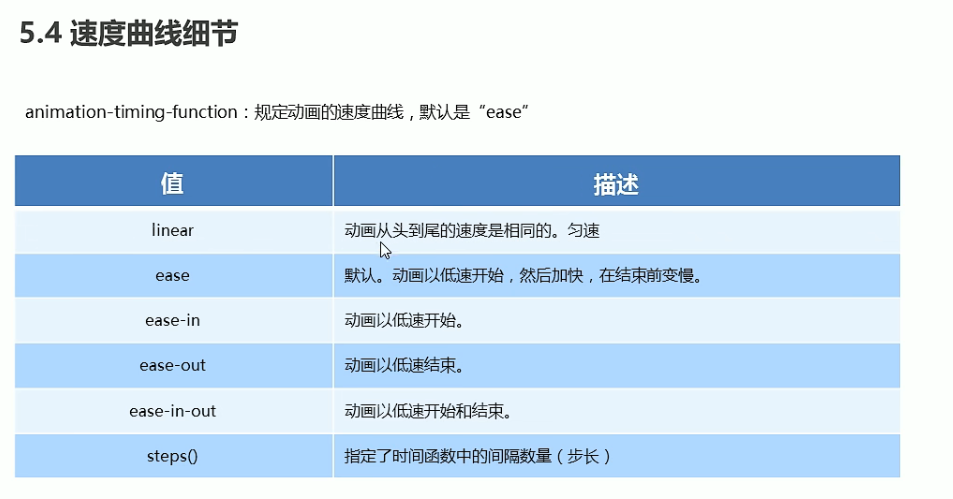 5.4 速度曲线细节
animation-timing-function：规定动画的速度曲线，默认是“ease”
值 描述
linear 动画从头到尾的速度是相同的。匀速
ease 默认。动画以低速开始，然后加快，在结束前变慢。
ease-in 动画以低速开始。
ease-out 动画以低速结束。
ease-in-out 动画以低速开始和结束。
steps() 指定了时间函数中的间隔数量（步长）